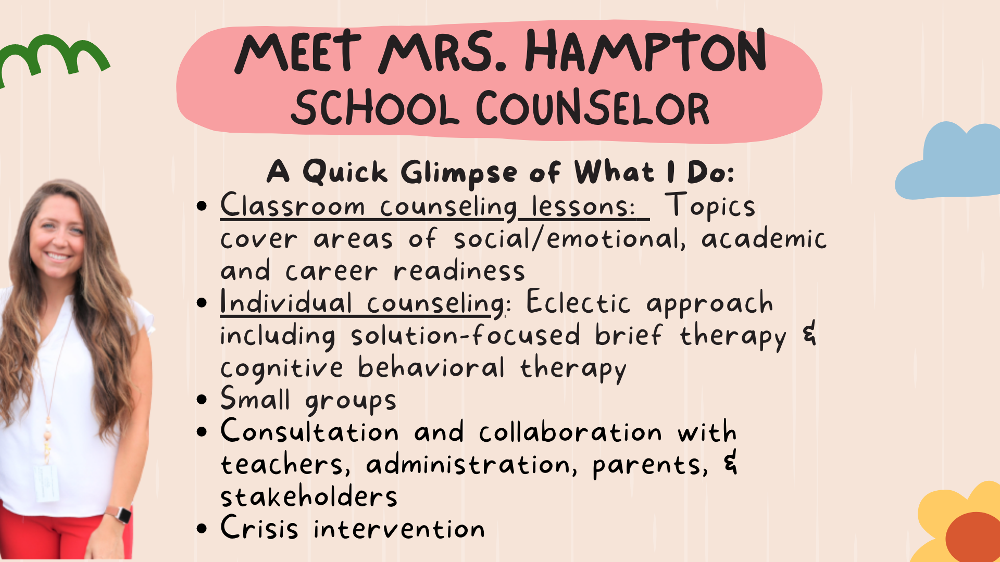 MEET MRS. HAMPTON
SCHOOL COUNSELOR
A Quick Glimpse of What I Do:
• Classroom counseling lessons: Topics
cover areas of social/emotional, academic
and career readiness
• Individual counseling: Eclectic approach
including solution-focused brief therapy &
cognitive behavioral therapy
• Small groups
• Consultation and collaboration with
teachers, administration, parents, &
stakeholders
• Crisis intervention